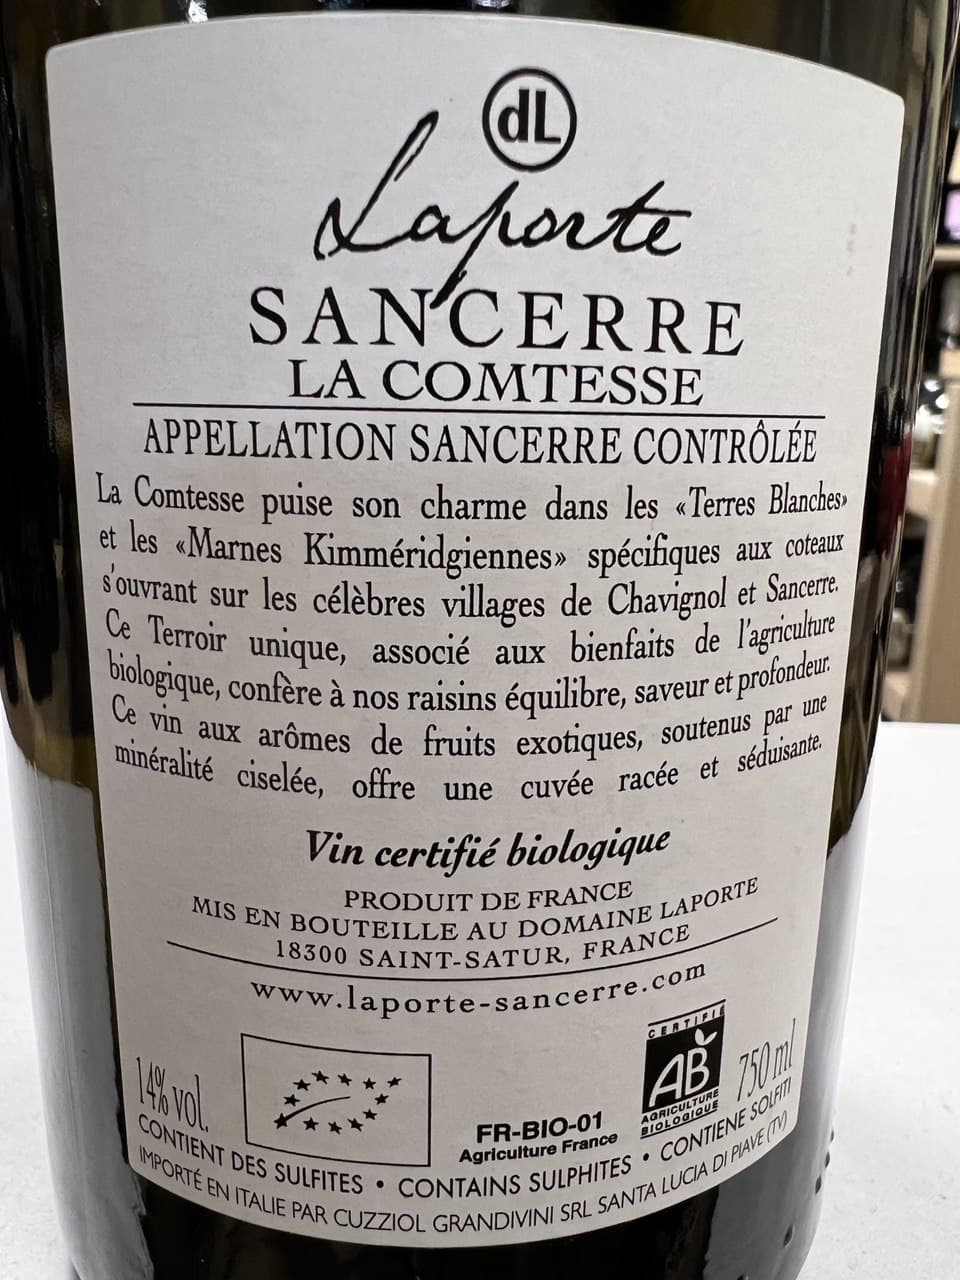 dL
Laporte
SANCERRE
LA COMTESSE
APPELLATION SANCERRE CONTRÔLÉE
La Comtesse puise son charme dans les «Terres Blanches»
et les «Marnes Kimméridgiennes» spécifiques aux coteaux
s'ouvrant sur les célèbres villages de Chavignol et Sancerre.
Ce Terroir unique, associé aux bienfaits de l'agriculture
biologique, confère à nos raisins équilibre, saveur et profondeur.
Ce vin aux arômes de fruits exotiques, soutenus par une
minéralité ciselée, offre une cuvée racée et séduisante.
Vin certifié biologique
PRODUIT DE FRANCE
MIS EN BOUTEILLE AU DOMAINE LAPORTE
18300 SAINT-SATUR, FRANCE
www.laporte-sancerre.com
14% vol.
FR-BIO-01
Agriculture France
CERTIFIÉ
AB
AGRICULTURE
BIOLOGIQUE
750 ml
CONTIENT DES SULFITES • CONTAINS SULPHITES • CONTIENE SOLFITI
IMPORTÉ EN ITALIE PAR CUZZIOL GRANDIVINI SRL SANTA LUCIA DI PIAVE (TV)